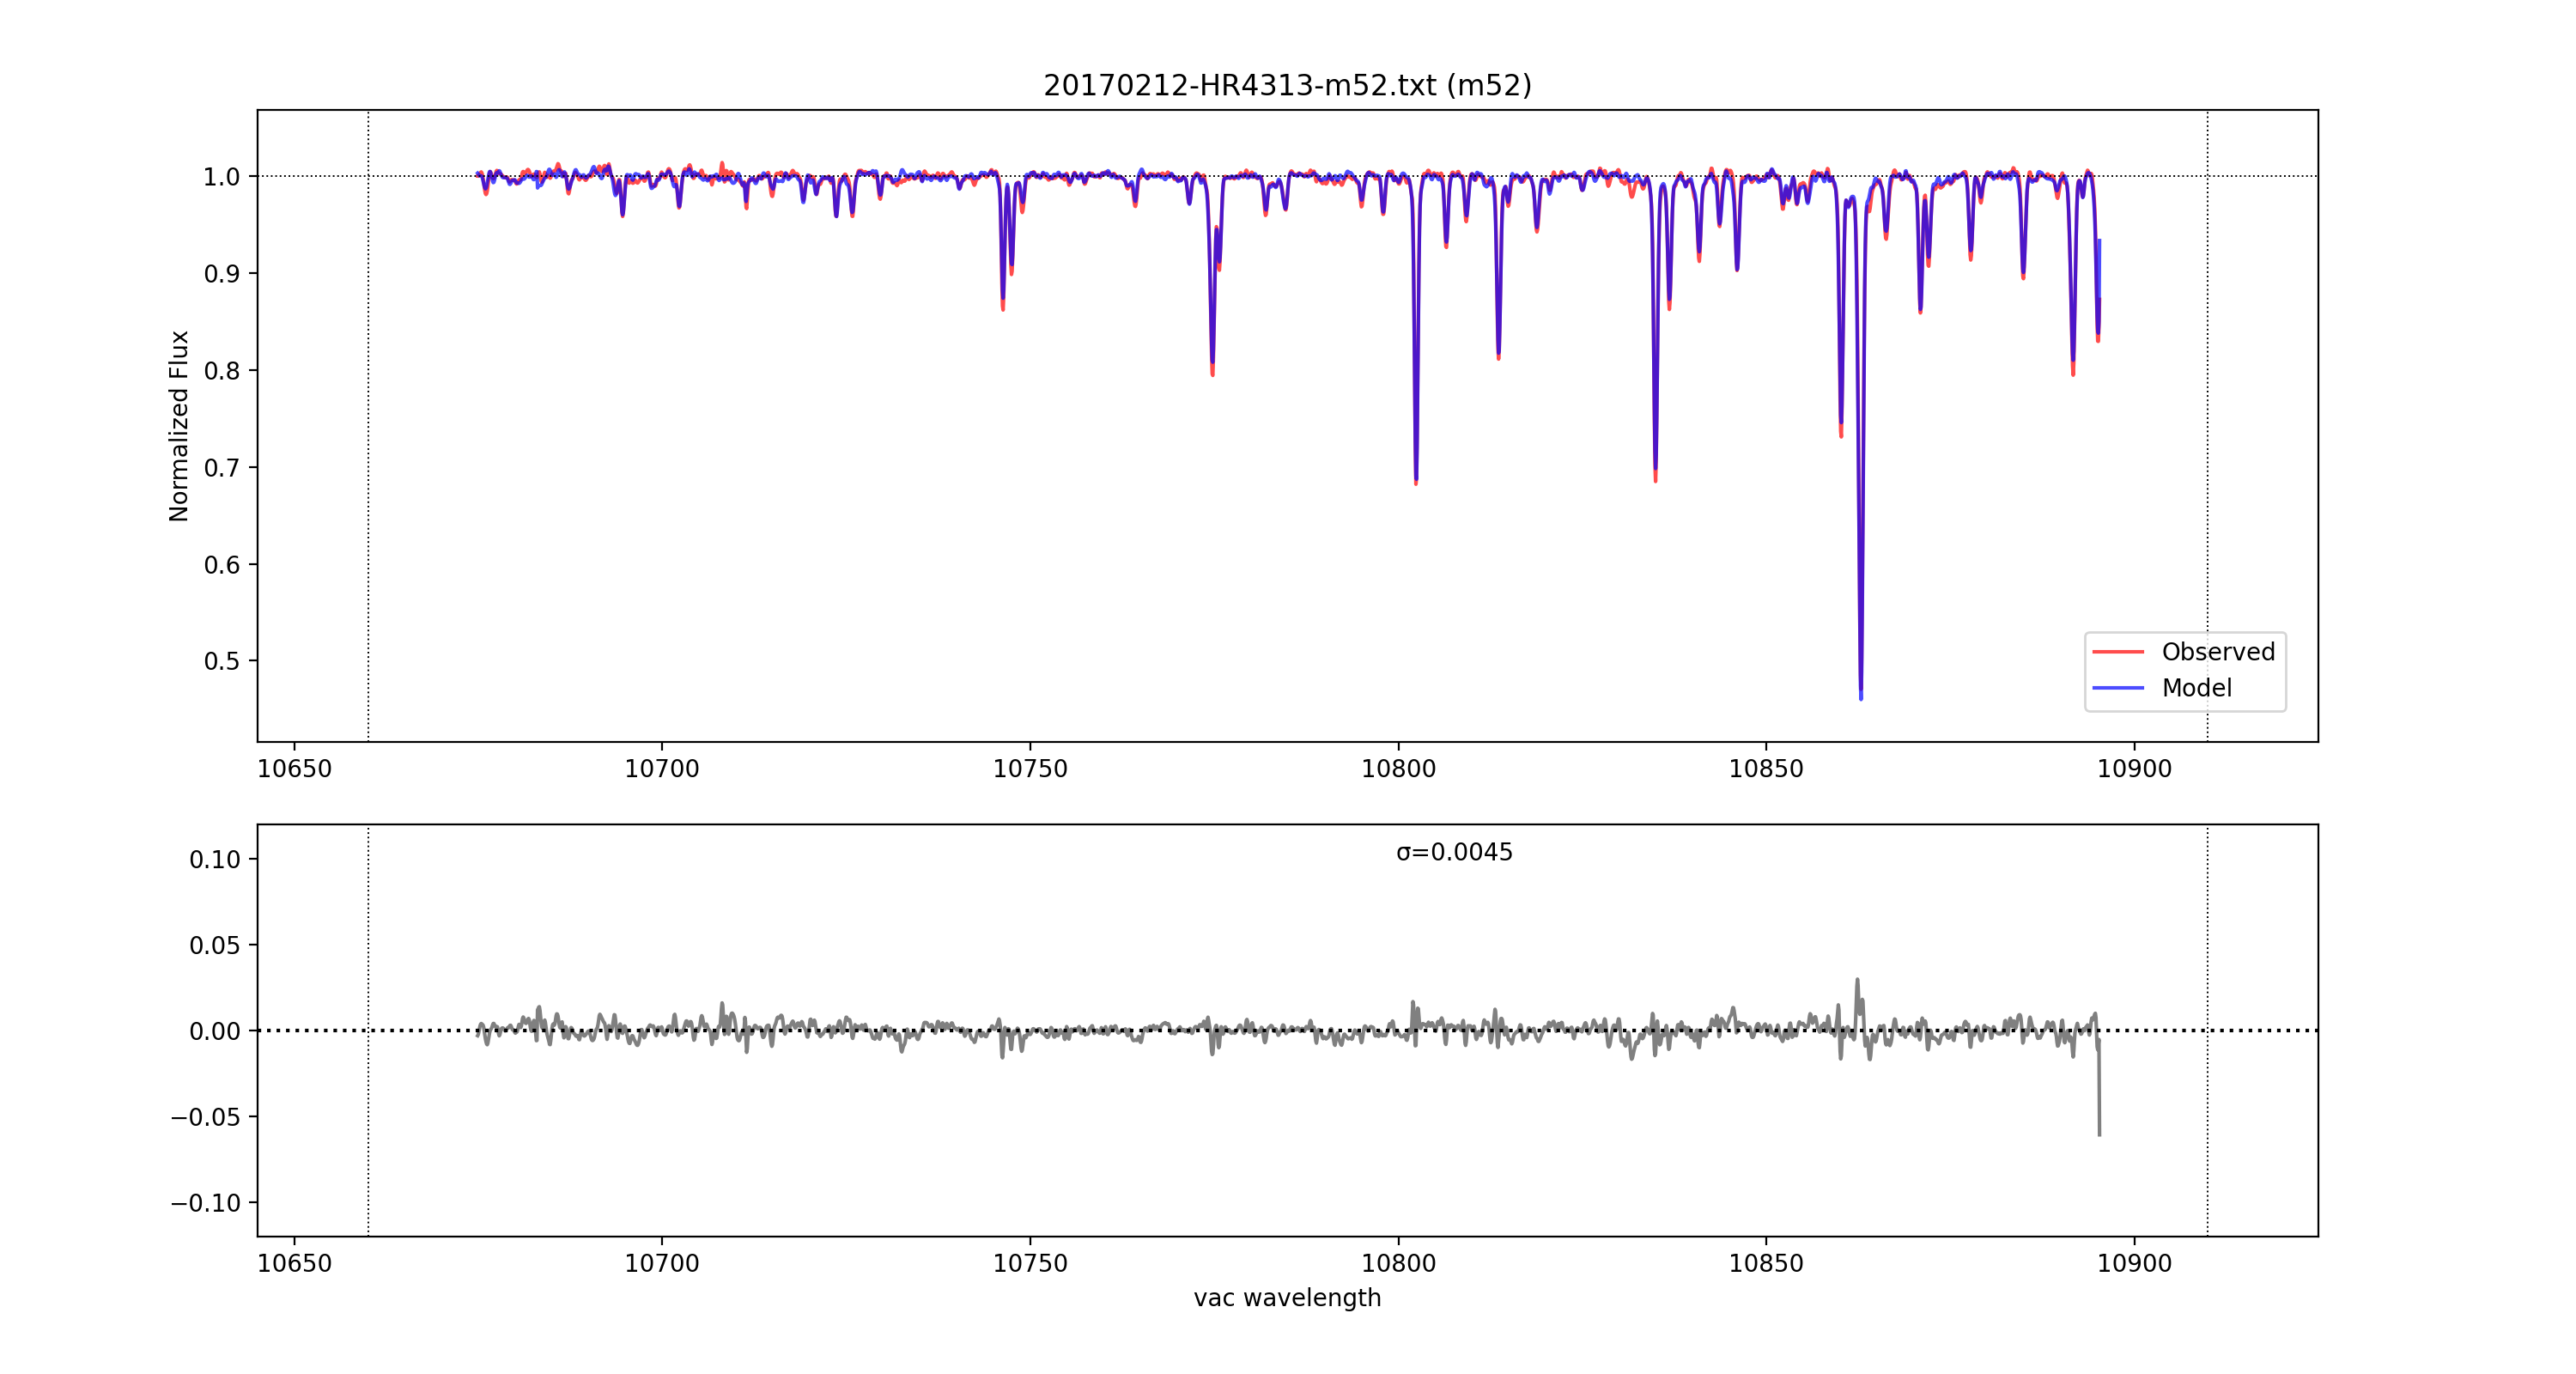 20170212-HR4313-m52.txt (m52)
Normalized Flux
1.0
0.9
0.8
0.7
0.6
0.5
Observed
Model
10650 10700 10750 10800 10850 10900
σ=0.0045
0.10
0.05
0.00
−0.05
−0.10
10650 10700 10750 10800 10850 10900
vac wavelength